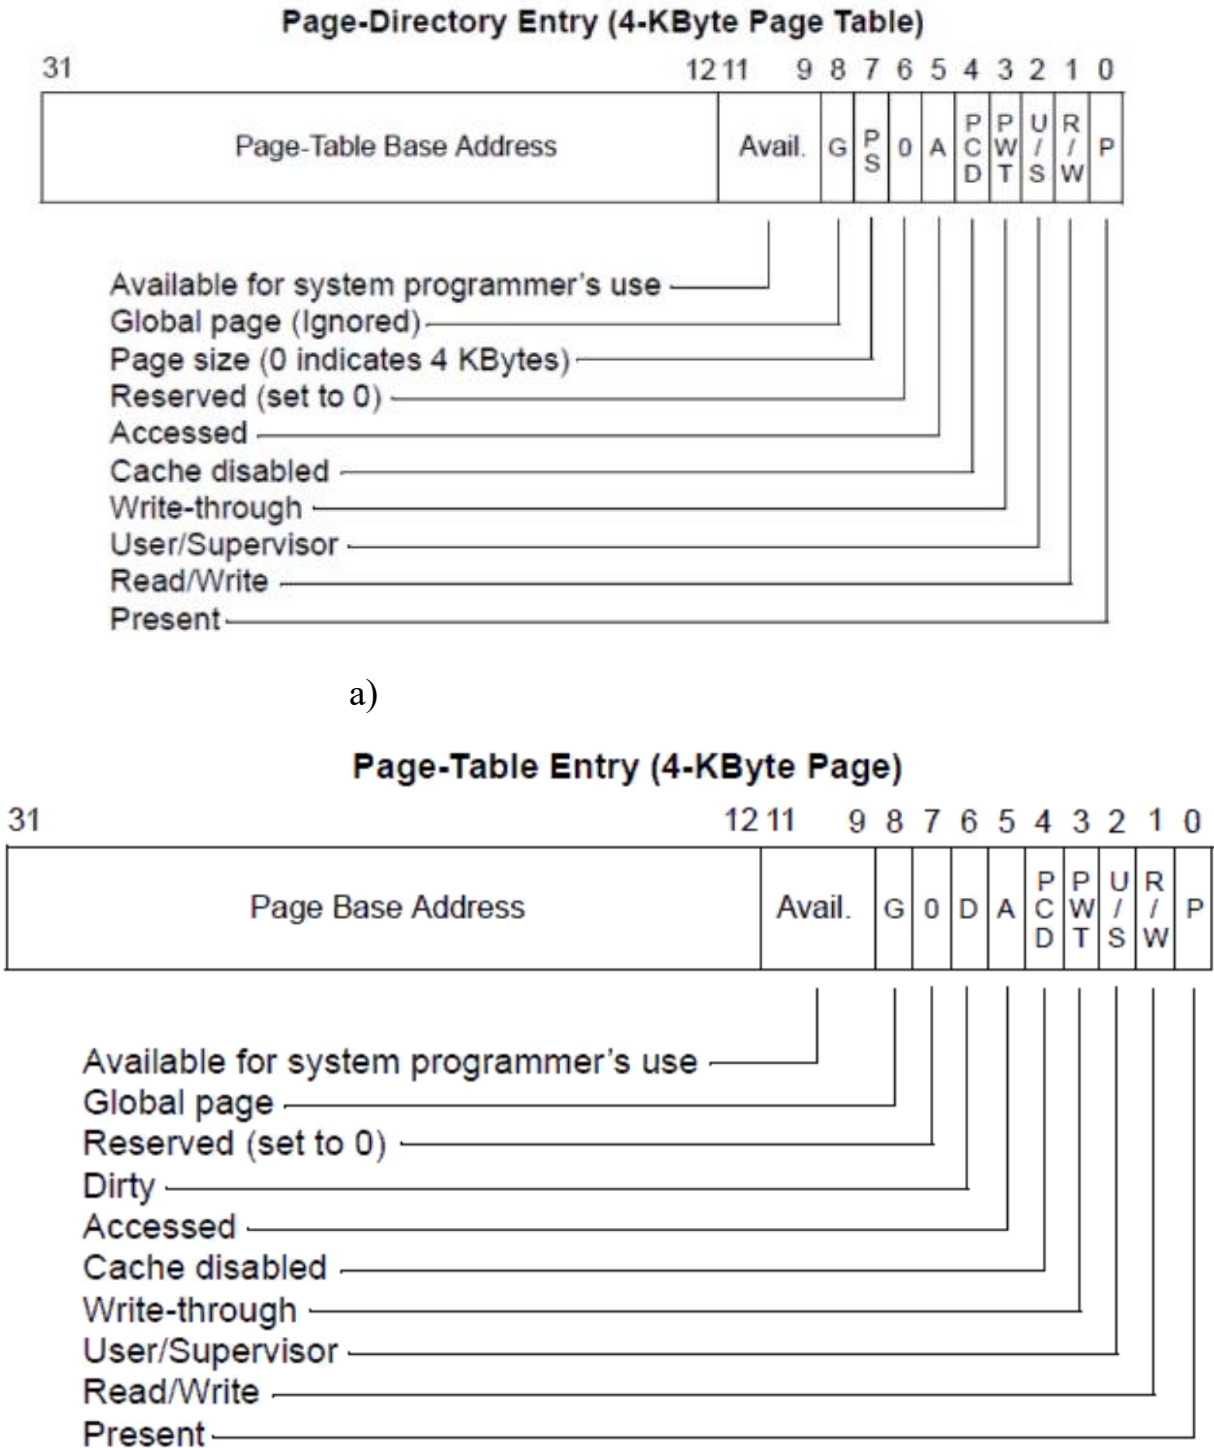 Page-Directory Entry (4-KByte Page Table)
31 12 11 9 8 7 6 5 4 3 2 1 0
Page-Table Base Address Avail. G PS 0 A PCD PWT U/S R/W P
Available for system programmer's use
Global page (Ignored)
Page size (0 indicates 4 KBytes)
Reserved (set to 0)
Accessed
Cache disabled
Write-through
User/Supervisor
Read/Write
Present
a)
Page-Table Entry (4-KByte Page)
31 12 11 9 8 7 6 5 4 3 2 1 0
Page Base Address Avail. G 0 D A PCD PWT U/S R/W P
Available for system programmer's use
Global page
Reserved (set to 0)
Dirty
Accessed
Cache disabled
Write-through
User/Supervisor
Read/Write
Present